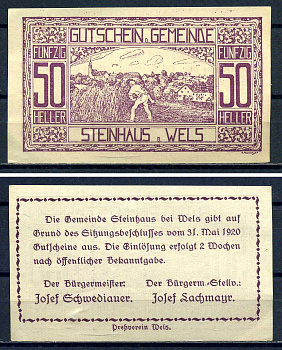 GUTSCHEIN D. GEMEINDE
FÜNFZIG
50
HELLER
FÜNFZIG
50
HELLER
STEINHAUS B WELS
Die Gemeinde Steinhaus bei Wels gibt auf
Grund des Sitzungsbeschlusses vom 31. Mai 1920
Gutscheine aus. Die Einlösung erfolgt 2 Wochen
nach öffentlicher Bekanntgabe.
Der Bürgermeister: Der Bürgerm.-Stellv.:
Josef Schwediauer. Josef Lachmayr.
Preßverein Wels.